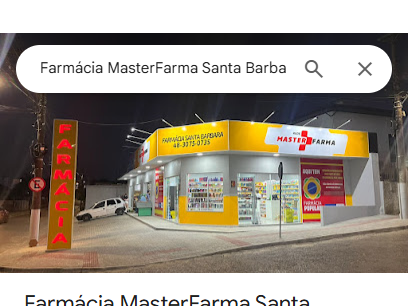 Farmácia MasterFarma Santa Barba
FARMÁCIA
FARMÁCIA SANTA BARBARA
48-3075-0725
MASTER FARMA
E
FARMÁCIA
POPULAR
Farmácia MasterFarma Santa